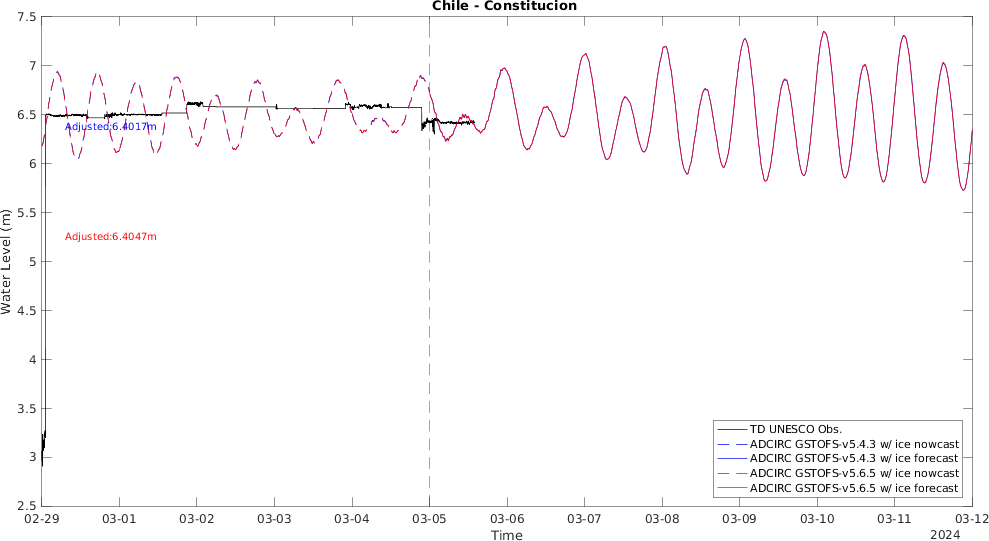 Chile - Constitucion
7.5
7
6.5
6
5.5
5
4.5
4
3.5
3
2.5
Water Level (m)
Adjusted:6.4017m
Adjusted:6.4047m
TD UNESCO Obs.
ADCIRC GSTOFS-v5.4.3 w/ ice nowcast
ADCIRC GSTOFS-v5.4.3 w/ ice forecast
ADCIRC GSTOFS-v5.6.5 w/ ice nowcast
ADCIRC GSTOFS-v5.6.5 w/ ice forecast
02-29 03-01 03-02 03-03 03-04 03-05 03-06 03-07 03-08 03-09 03-10 03-11 03-12
Time
2024